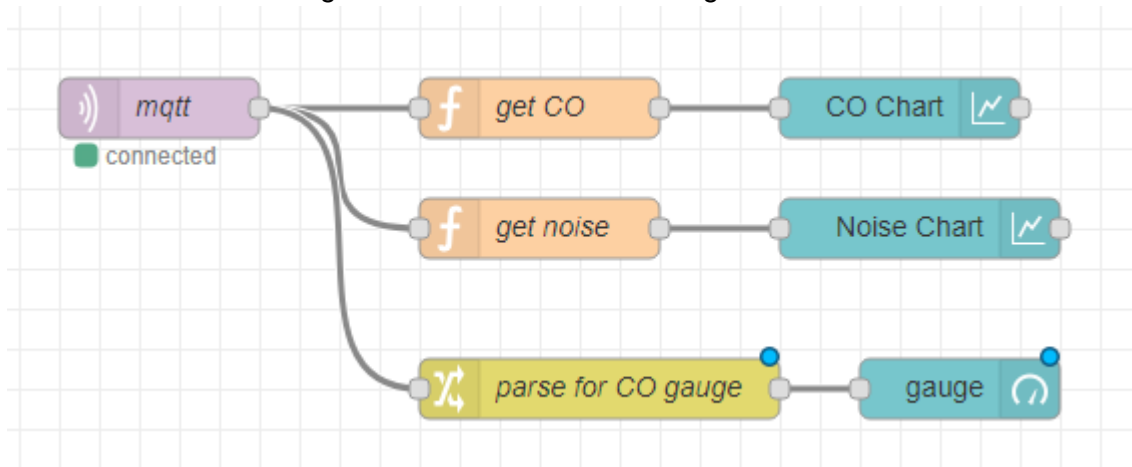 mqtt
get CO
CO Chart
connected
get noise
Noise Chart
parse for CO gauge
gauge